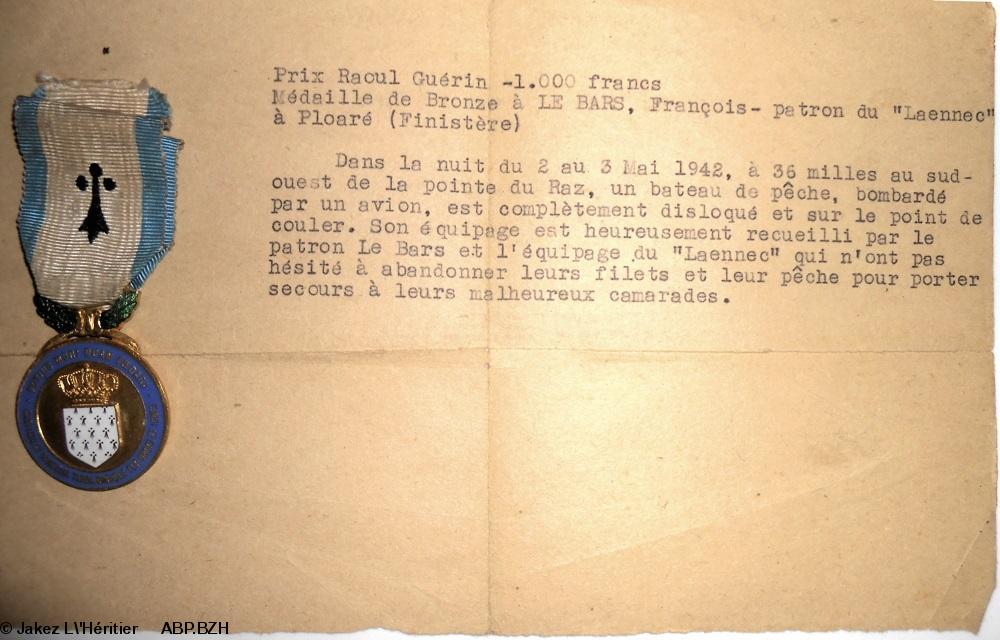 Prix Raoul Guérin -1.000 francs
Médaille de Bronze à LE BARS, François- patron du "Laennec"
à Ploaré (Finistère)
Dans la nuit du 2 au 3 Mai 1942, à 36 milles au sud-
ouest de la pointe du Raz, un bateau de pêche, bombardé
par un avion, est complètement disloqué et sur le point de
couler. Son équipage est heureusement recueilli par le
patron Le Bars et l'équipage du "Laennec" qui n'ont pas
hésité à abandonner leurs filets et leur pêche pour porter
secours à leurs malheureux camarades.
© Jakez L\'Héritier ABP.BZH